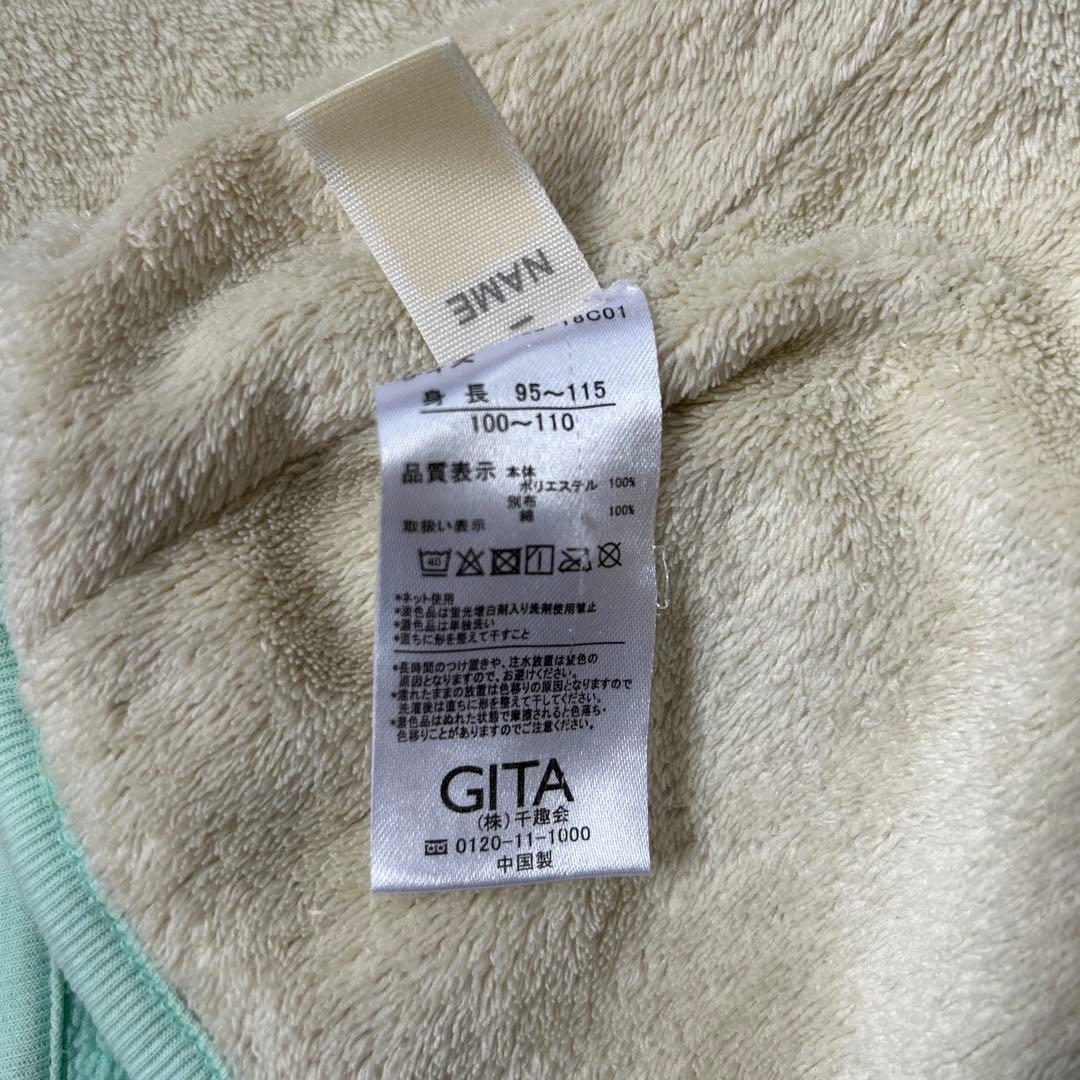 NAME
18C01
サイズ
身長 95～115
100～110
品質表示 本体
ポリエステル 100%
別布
綿 100%
取扱い表示
40
*ネット使用
*淡色品は蛍光増白剤入り洗剤使用禁止
*濃色品は単独洗い
*直ちに形を整えて干すこと
*長時間のつけ置きや、注水放置は変色の
原因となりますので、お避けください。
*濡れたままの放置は色移りの原因となりますので
洗濯後は直ちに形を整えて干してください。
*濃色品はぬれた状態で摩擦されると色落ち・
色移りことがありますのでご注意ください。
GITA
(株)千趣会
0120-11-1000
中国製